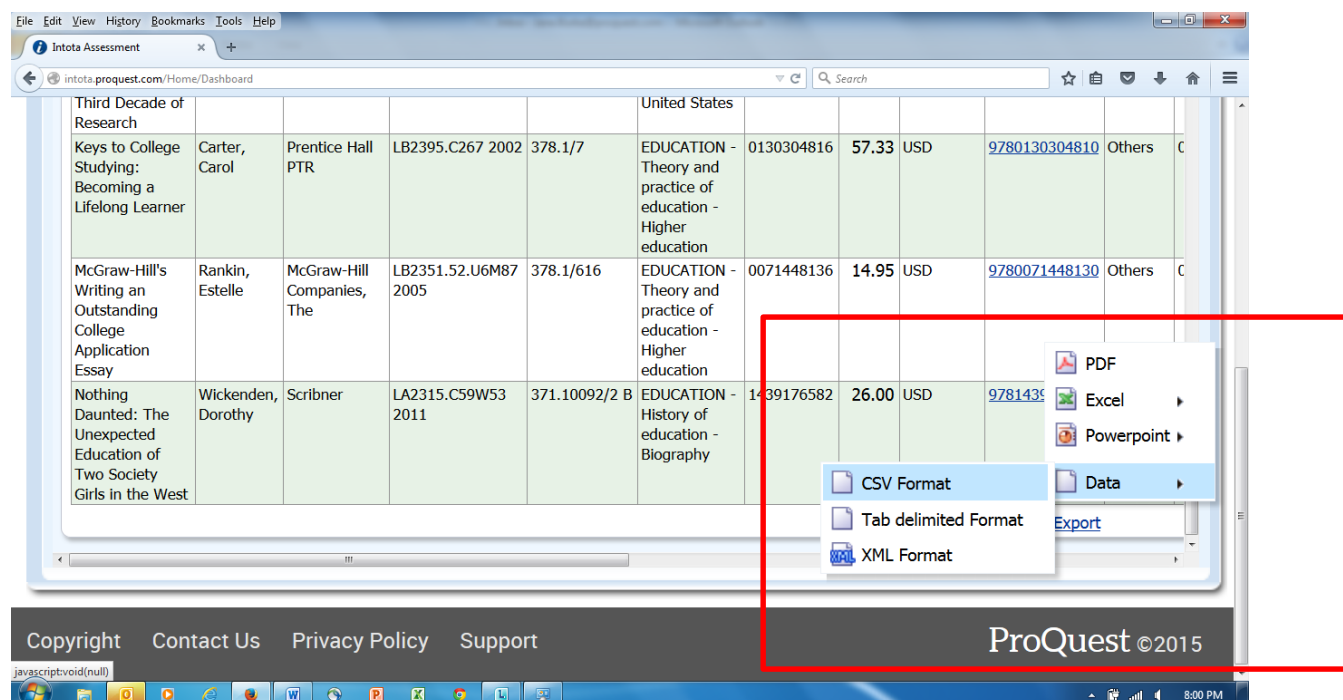 File Edit View History Bookmarks Tools Help
Intota Assessment
intota.proquest.com/Home/Dashboard
Search
Third Decade of
Research
United States
Keys to College
Studying:
Becoming a
Lifelong Learner
Carter,
Carol
Prentice Hall
PTR
LB2395.C267 2002
378.1/7
EDUCATION -
Theory and
practice of
education -
Higher
education
0130304816
57.33
USD
9780130304810
Others
McGraw-Hill's
Writing an
Outstanding
College
Application
Essay
Rankin,
Estelle
McGraw-Hill
Companies,
The
LB2351.52.U6M87
2005
378.1/616
EDUCATION -
Theory and
practice of
education -
Higher
education
0071448136
14.95
USD
9780071448130
Others
Nothing
Daunted: The
Unexpected
Education of
Two Society
Girls in the West
Wickenden,
Dorothy
Scribner
LA2315.C59W53
2011
371.10092/2 B
EDUCATION -
History of
education -
Biography
1439176582
26.00
USD
9781439
PDF
Excel
Powerpoint
Data
CSV Format
Tab delimited Format
XML Format
Export
Copyright Contact Us Privacy Policy Support
ProQuest ©2015
javascript:void(null)
8:00 PM